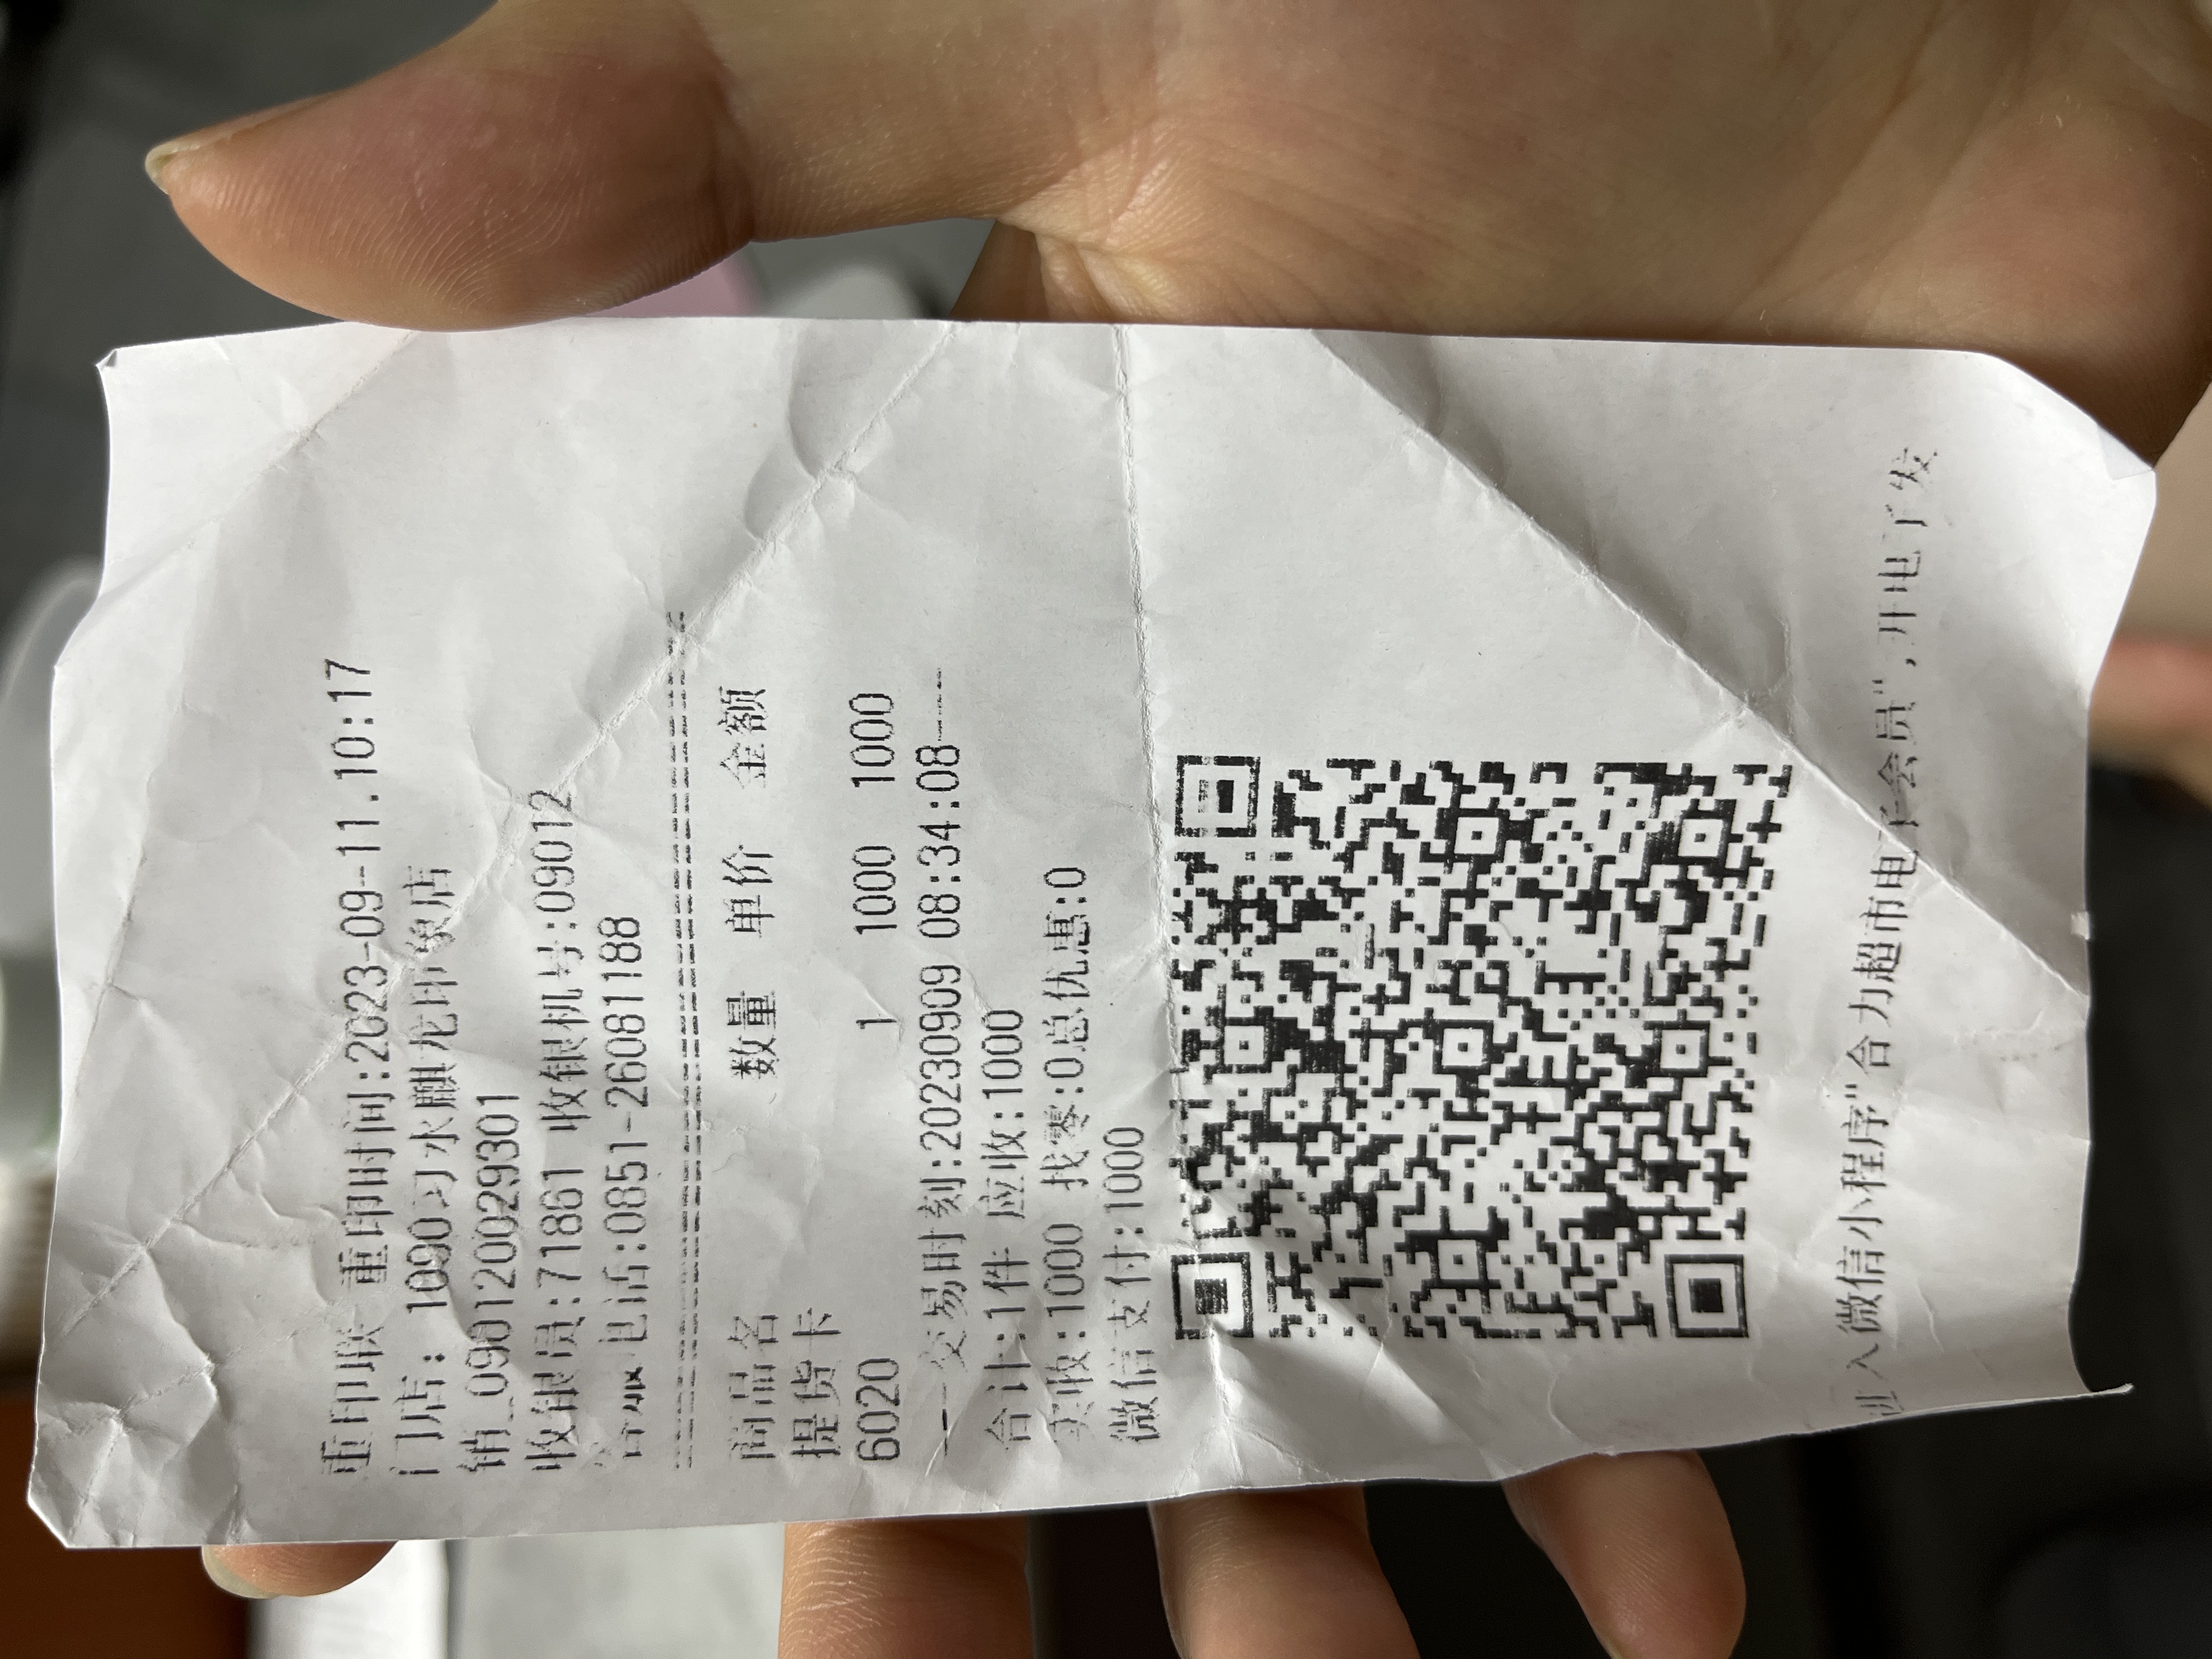 重印联 重印时间:2023-09-11.10:17
门店: 1090习水麒龙印象店
销_090120029301
收银员:71861 收银机号:09012
客服电话:0851-26081188
商品名 数量 单价 金额
提货卡
6020 1 1000 1000
----交易时刻:20230909 08:34:08----
合计:1件 应收:1000
实收:1000 找零:0总优惠:0
微信支付:1000
进入微信小程序"合力超市电子会员",开电子发